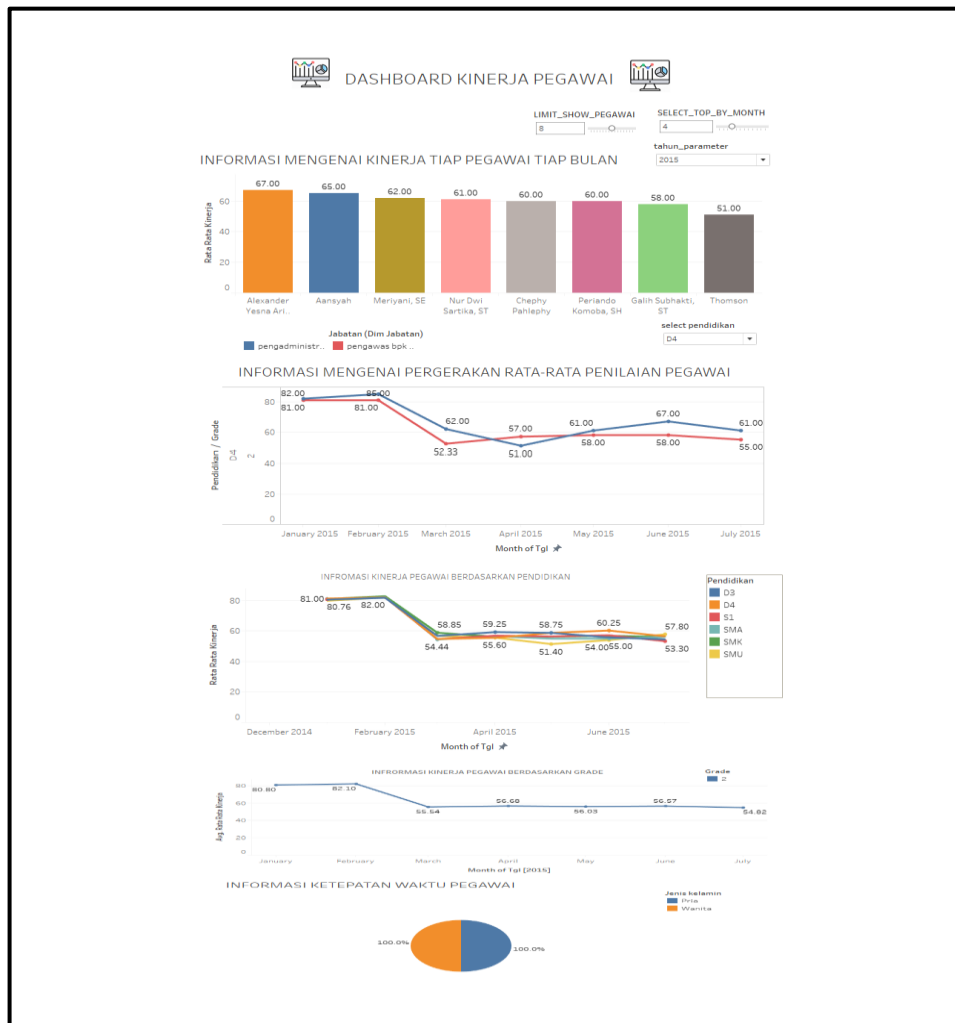 DASHBOARD KINERJA PEGAWAI
LIMIT_SHOW_PEGAWAI
8
SELECT_TOP_BY_MONTH
4
tahun_parameter
2015
INFORMASI MENGENAI KINERJA TIAP PEGAWAI TIAP BULAN
Rata Rata Kinerja
60
40
20
0
67.00
65.00
62.00
61.00
60.00
60.00
58.00
51.00
Alexander
Yesna Ari..
Aansyah
Meriyani, SE
Nur Dwi
Sartika, ST
Chephy
Pahlephy
Periando
Komoba, SH
Galih Subhakti,
ST
Thomson
Jabatan (Dim Jabatan)
pengadministr..
pengawas bpk ..
select pendidikan
D4
INFORMASI MENGENAI PERGERAKAN RATA-RATA PENILAIAN PEGAWAI
Pendidikan / Grade
D4
2
80
60
40
20
0
82.00
81.00
85.00
81.00
62.00
52.33
57.00
51.00
61.00
58.00
67.00
58.00
61.00
55.00
January 2015
February 2015
March 2015
April 2015
May 2015
June 2015
July 2015
Month of Tgl
INFROMASI KINERJA PEGAWAI BERDASARKAN PENDIDIKAN
Rata Rata Kinerja
80
60
40
20
0
81.00
80.76
82.00
58.85
54.44
59.25
55.60
58.75
51.40
60.25
54.00
55.00
57.80
53.30
December 2014
February 2015
April 2015
June 2015
Month of Tgl
Pendidikan
D3
D4
S1
SMA
SMK
SMU
INFRORMASI KINERJA PEGAWAI BERDASARKAN GRADE
Grade
2
Avg. Rata Rata Kinerja
80
60
40
20
0
80.80
82.10
55.54
56.68
56.03
56.57
54.82
January
February
March
April
May
June
July
Month of Tgl [2015]
INFORMASI KETEPATAN WAKTU PEGAWAI
Jenis kelamin
Pria
Wanita
100.0%
100.0%